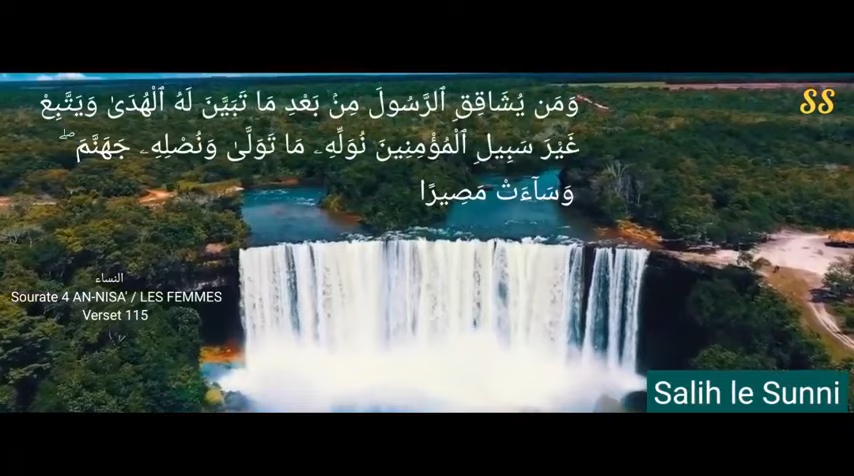 وَمَن يُشَاقِقِ ٱلرَّسُولَ مِنۢ بَعْدِ مَا تَبَيَّنَ لَهُ ٱلْهُدَىٰ وَيَتَّبِعْ
غَيْرَ سَبِيلِ ٱلْمُؤْمِنِينَ نُوَلِّهِۦ مَا تَوَلَّىٰ وَنُصْلِهِۦ جَهَنَّمَ ۖ
وَسَآءَتْ مَصِيرًا
SS
النساء
Sourate 4 AN-NISA' / LES FEMMES
Verset 115
Salih le Sunni